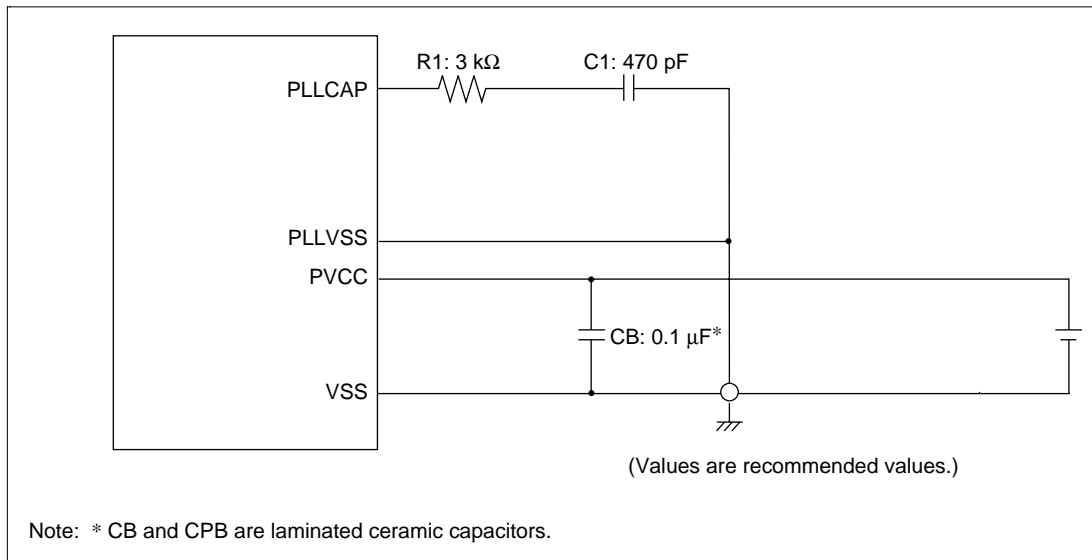 R1: 3 kΩ
C1: 470 pF
PLLCAP
PLLVSS
PVCC
CB: 0.1 μF*
VSS
(Values are recommended values.)
Note: * CB and CPB are laminated ceramic capacitors.